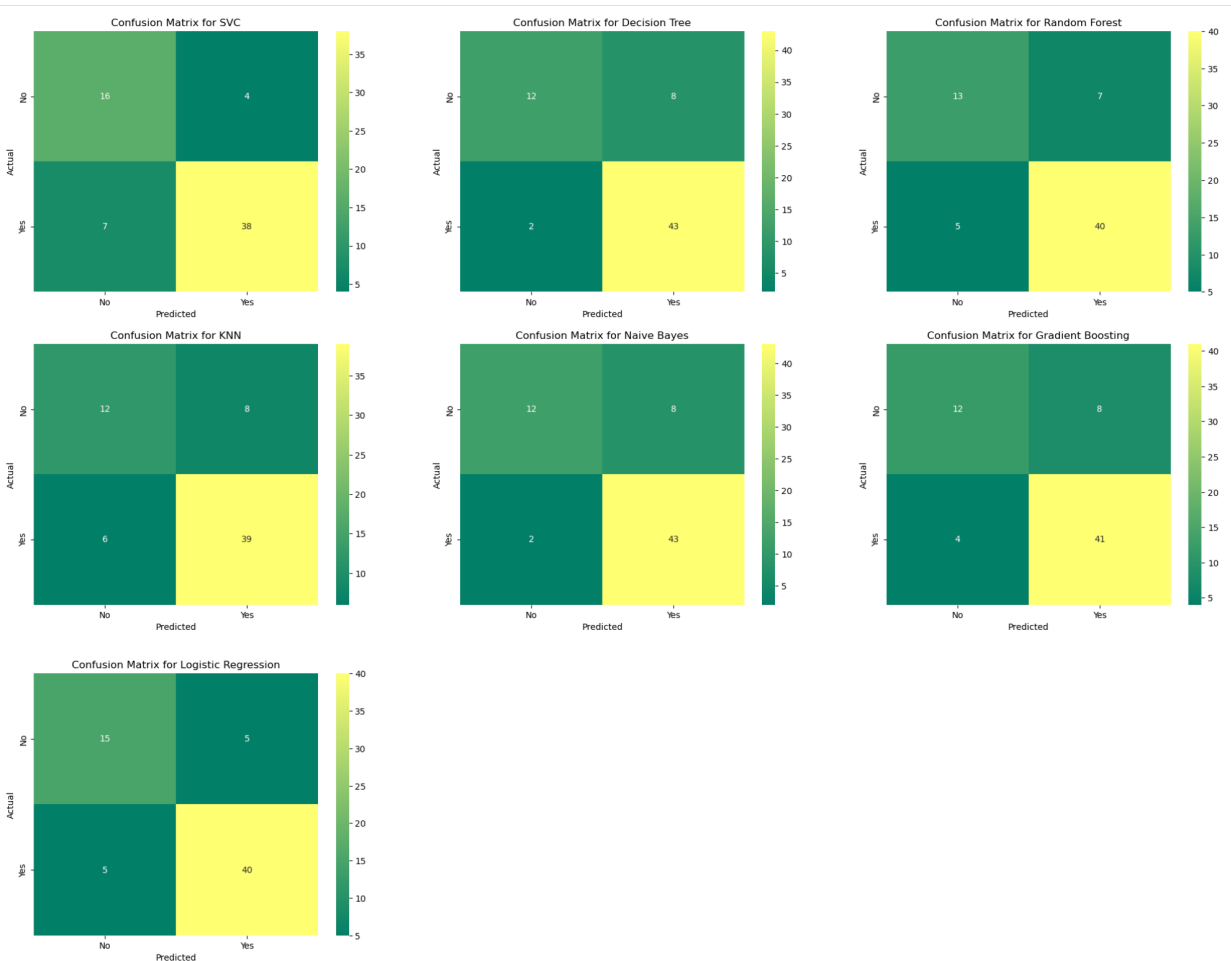 Confusion Matrix for SVC
Actual
No
Yes
16
4
7
38
No
Yes
Predicted
35
30
25
20
15
10
5
Confusion Matrix for Decision Tree
Actual
No
Yes
12
8
2
43
No
Yes
Predicted
40
35
30
25
20
15
10
5
Confusion Matrix for Random Forest
Actual
No
Yes
13
7
5
40
No
Yes
Predicted
40
35
30
25
20
15
10
5
Confusion Matrix for KNN
Actual
No
Yes
12
8
6
39
No
Yes
Predicted
35
30
25
20
15
10
Confusion Matrix for Naive Bayes
Actual
No
Yes
12
8
2
43
No
Yes
Predicted
40
35
30
25
20
15
10
5
Confusion Matrix for Gradient Boosting
Actual
No
Yes
12
8
4
41
No
Yes
Predicted
40
35
30
25
20
15
10
5
Confusion Matrix for Logistic Regression
Actual
No
Yes
15
5
5
40
No
Yes
Predicted
40
35
30
25
20
15
10
5